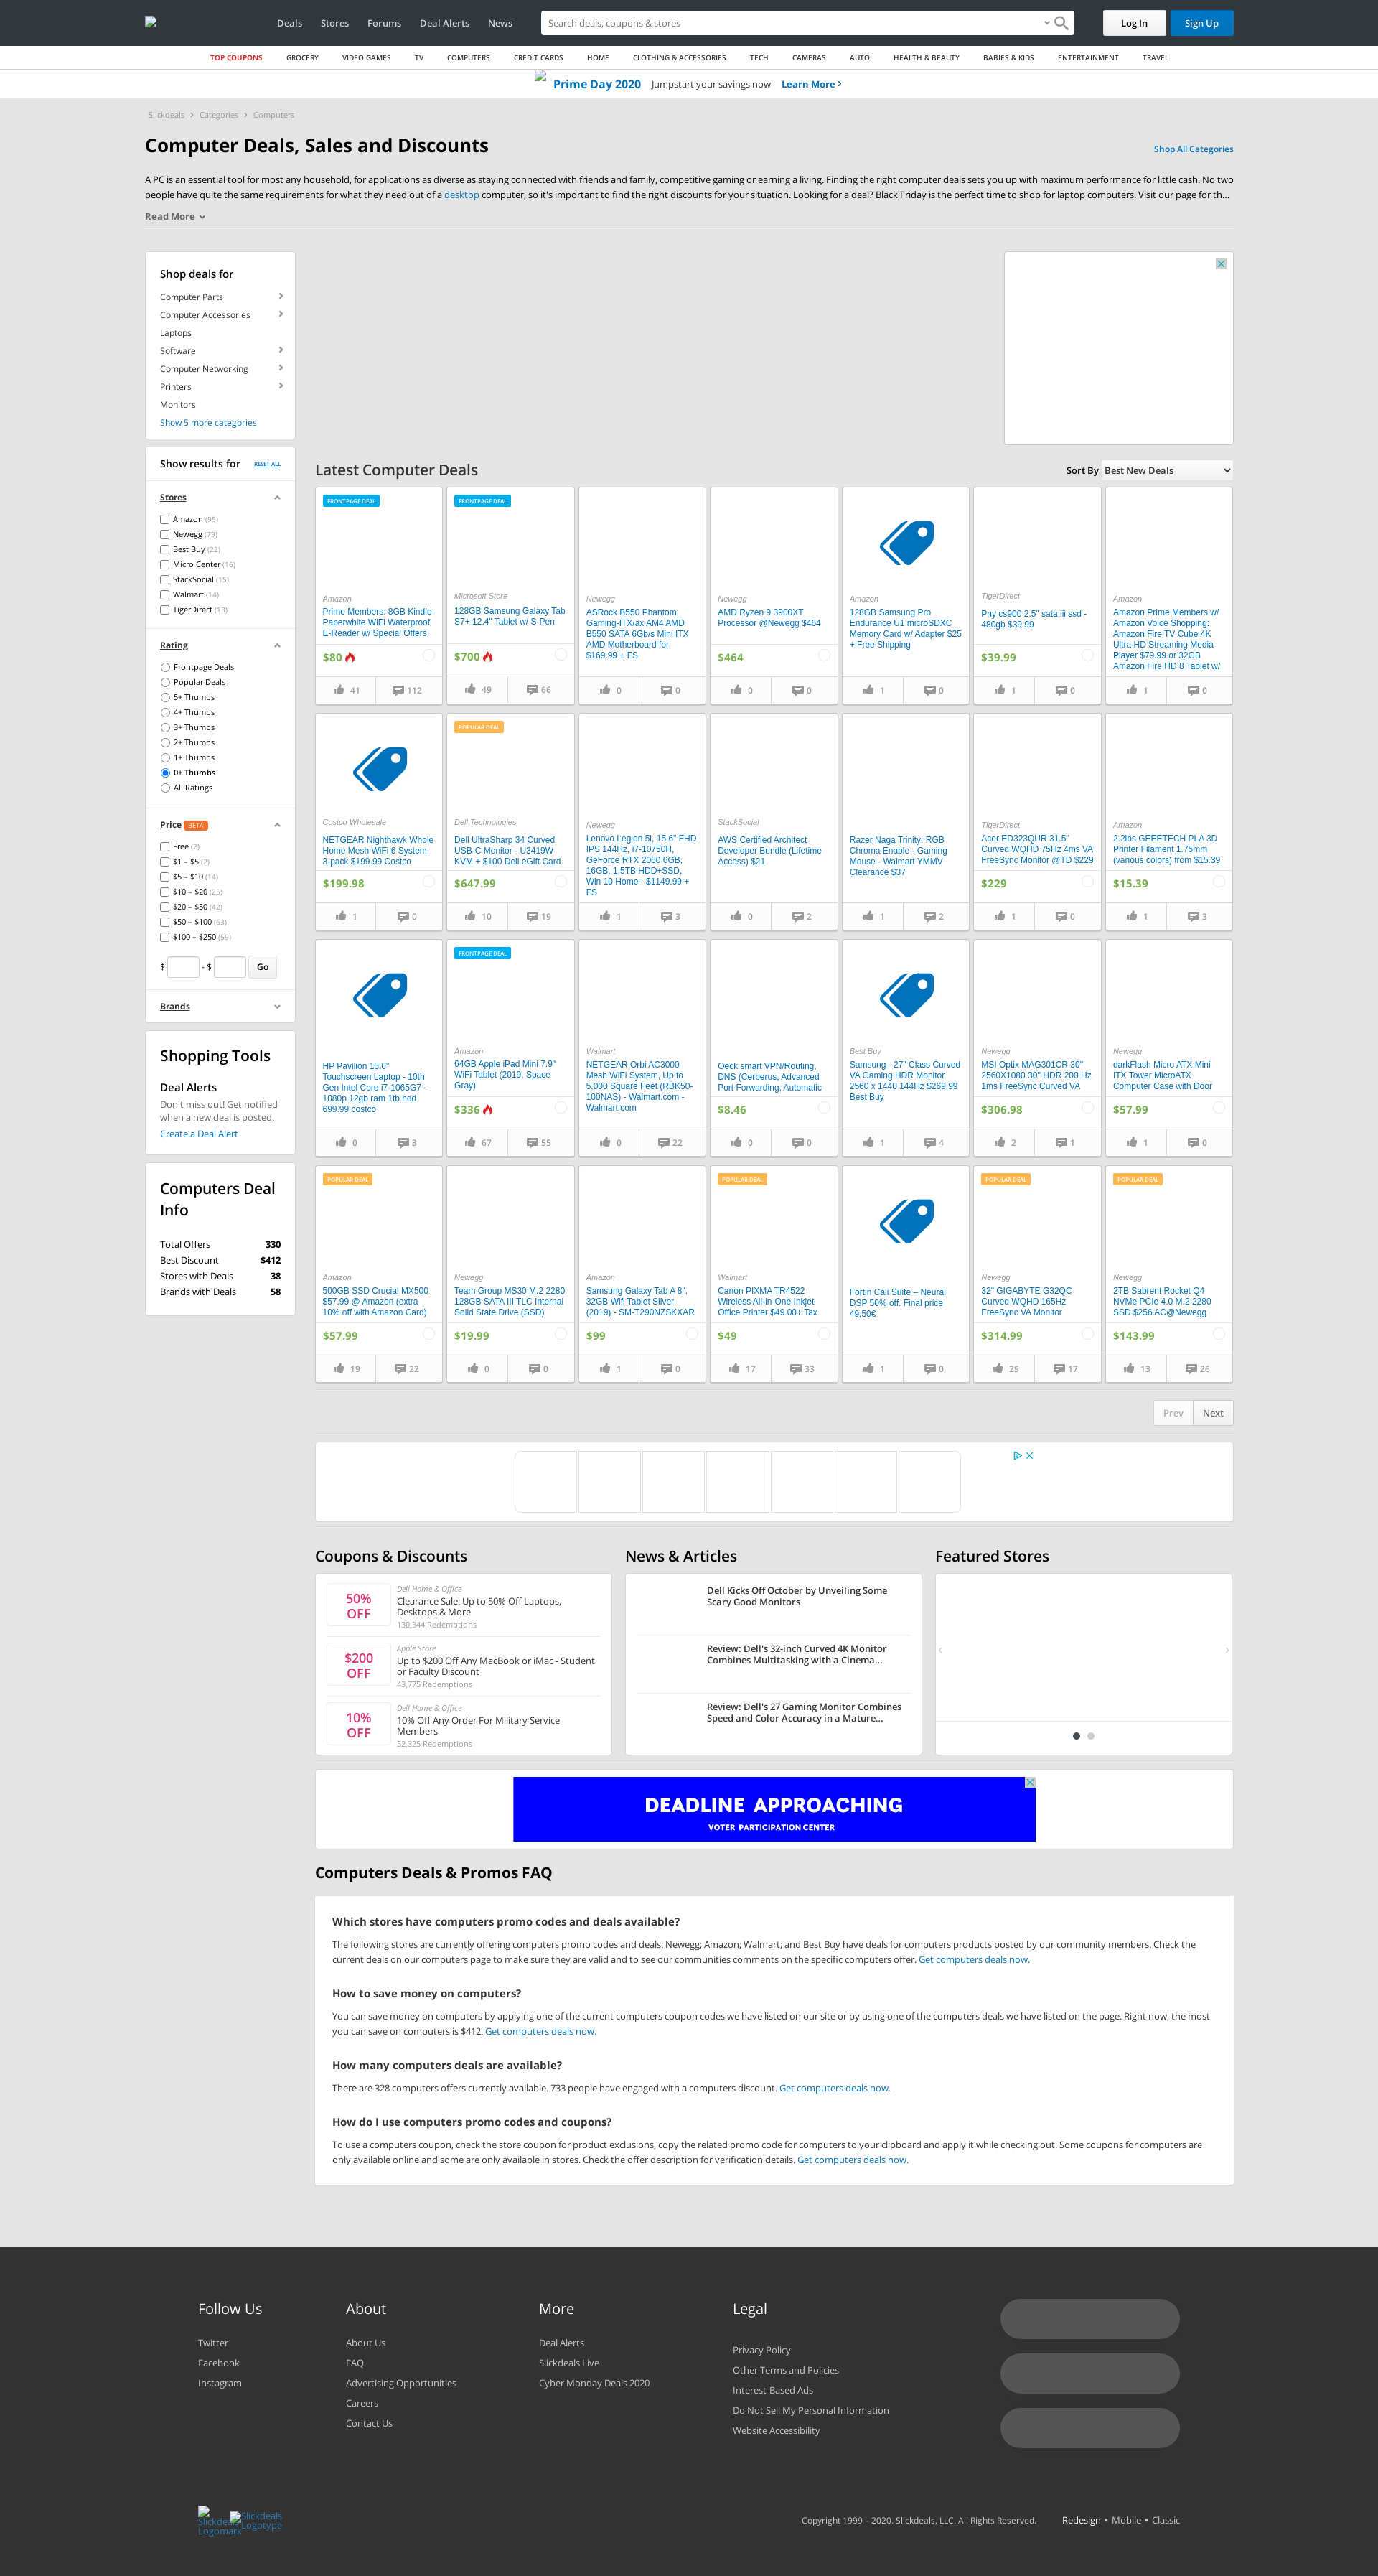 Deals Stores Forums Deal Alerts News
Search deals, coupons & stores
Log In
Sign Up
TOP COUPONS GROCERY VIDEO GAMES TV COMPUTERS CREDIT CARDS HOME CLOTHING & ACCESSORIES TECH CAMERAS AUTO HEALTH & BEAUTY BABIES & KIDS ENTERTAINMENT TRAVEL
Prime Day 2020 Jumpstart your savings now Learn More
Slickdeals Categories Computers
Computer Deals, Sales and Discounts
Shop All Categories
A PC is an essential tool for most any household, for applications as diverse as staying connected with friends and family, competitive gaming or earning a living. Finding the right computer deals sets you up with maximum performance for little cash. No two
people have quite the same requirements for what they need out of a desktop computer, so it's important to find the right discounts for your situation. Looking for a deal? Black Friday is the perfect time to shop for laptop computers. Visit our page for th...
Read More
Shop deals for
Computer Parts
Computer Accessories
Laptops
Software
Computer Networking
Printers
Monitors
Show 5 more categories
Show results for RESET ALL
Stores
Amazon (95)
Newegg (79)
Best Buy (22)
Micro Center (16)
StackSocial (15)
Walmart (14)
TigerDirect (13)
Rating
Frontpage Deals
Popular Deals
5+ Thumbs
4+ Thumbs
3+ Thumbs
2+ Thumbs
1+ Thumbs
0+ Thumbs
All Ratings
Price BETA
Free (2)
$1 – $5 (2)
$5 – $10 (14)
$10 – $20 (25)
$20 – $50 (42)
$50 – $100 (63)
$100 – $250 (59)
$ - $ Go
Brands
Shopping Tools
Deal Alerts
Don't miss out! Get notified
when a new deal is posted.
Create a Deal Alert
Computers Deal
Info
Total Offers 330
Best Discount $412
Stores with Deals 38
Brands with Deals 58
Latest Computer Deals
Sort By Best New Deals
FRONTPAGE DEAL
Amazon
Prime Members: 8GB Kindle
Paperwhite WiFi Waterproof
E-Reader w/ Special Offers
$80
41 112
FRONTPAGE DEAL
Microsoft Store
128GB Samsung Galaxy Tab
S7+ 12.4" Tablet w/ S-Pen
$700
49 66
Newegg
ASRock B550 Phantom
Gaming-ITX/ax AM4 AMD
B550 SATA 6Gb/s Mini ITX
AMD Motherboard for
$169.99 + FS
0 0
Newegg
AMD Ryzen 9 3900XT
Processor @Newegg $464
$464
0 0
Amazon
128GB Samsung Pro
Endurance U1 microSDXC
Memory Card w/ Adapter $25
+ Free Shipping
1 0
TigerDirect
Pny cs900 2.5" sata iii ssd -
480gb $39.99
$39.99
1 0
Amazon
Amazon Prime Members w/
Amazon Voice Shopping:
Amazon Fire TV Cube 4K
Ultra HD Streaming Media
Player $79.99 or 32GB
Amazon Fire HD 8 Tablet w/
1 0
Costco Wholesale
NETGEAR Nighthawk Whole
Home Mesh WiFi 6 System,
3-pack $199.99 Costco
$199.98
1 0
POPULAR DEAL
Dell Technologies
Dell UltraSharp 34 Curved
USB-C Monitor - U3419W
KVM + $100 Dell eGift Card
$647.99
10 19
Newegg
Lenovo Legion 5i, 15.6" FHD
IPS 144Hz, i7-10750H,
GeForce RTX 2060 6GB,
16GB, 1.5TB HDD+SSD,
Win 10 Home - $1149.99 +
FS
1 3
StackSocial
AWS Certified Architect
Developer Bundle (Lifetime
Access) $21
0 2
Razer Naga Trinity: RGB
Chroma Enable - Gaming
Mouse - Walmart YMMV
Clearance $37
1 2
TigerDirect
Acer ED323QUR 31.5"
Curved WQHD 75Hz 4ms VA
FreeSync Monitor @TD $229
$229
1 0
Amazon
2.2lbs GEEETECH PLA 3D
Printer Filament 1.75mm
(various colors) from $15.39
$15.39
1 3
HP Pavilion 15.6"
Touchscreen Laptop - 10th
Gen Intel Core i7-1065G7 -
1080p 12gb ram 1tb hdd
699.99 costco
0 3
FRONTPAGE DEAL
Amazon
64GB Apple iPad Mini 7.9"
WiFi Tablet (2019, Space
Gray)
$336
67 55
Walmart
NETGEAR Orbi AC3000
Mesh WiFi System, Up to
5,000 Square Feet (RBK50-
100NAS) - Walmart.com -
Walmart.com
0 22
Oeck smart VPN/Routing,
DNS (Cerberus, Advanced
Port Forwarding, Automatic
$8.46
0 0
Best Buy
Samsung - 27" Class Curved
VA Gaming HDR Monitor
2560 x 1440 144Hz $269.99
Best Buy
1 4
Newegg
MSI Optix MAG301CR 30"
2560X1080 30" HDR 200 Hz
1ms FreeSync Curved VA
$306.98
2 1
Newegg
darkFlash Micro ATX Mini
ITX Tower MicroATX
Computer Case with Door
$57.99
1 0
POPULAR DEAL
Amazon
500GB SSD Crucial MX500
$57.99 @ Amazon (extra
10% off with Amazon Card)
$57.99
19 22
Newegg
Team Group MS30 M.2 2280
128GB SATA III TLC Internal
Solid State Drive (SSD)
$19.99
0 0
Amazon
Samsung Galaxy Tab A 8",
32GB Wifi Tablet Silver
(2019) - SM-T290NZSKXAR
$99
1 0
POPULAR DEAL
Walmart
Canon PIXMA TR4522
Wireless All-in-One Inkjet
Office Printer $49.00+ Tax
$49
17 33
Fortin Cali Suite – Neural
DSP 50% off. Final price
49,50€
1 0
POPULAR DEAL
Newegg
32" GIGABYTE G32QC
Curved WQHD 165Hz
FreeSync VA Monitor
$314.99
29 17
POPULAR DEAL
Newegg
2TB Sabrent Rocket Q4
NVMe PCIe 4.0 M.2 2280
SSD $256 AC@Newegg
$143.99
13 26
Prev Next
Coupons & Discounts
50%
OFF
Dell Home & Office
Clearance Sale: Up to 50% Off Laptops,
Desktops & More
130,344 Redemptions
$200
OFF
Apple Store
Up to $200 Off Any MacBook or iMac - Student
or Faculty Discount
43,775 Redemptions
10%
OFF
Dell Home & Office
10% Off Any Order For Military Service
Members
52,325 Redemptions
News & Articles
Dell Kicks Off October by Unveiling Some
Scary Good Monitors
Review: Dell's 32-inch Curved 4K Monitor
Combines Multitasking with a Cinema...
Review: Dell's 27 Gaming Monitor Combines
Speed and Color Accuracy in a Mature...
Featured Stores
DEADLINE APPROACHING
VOTER PARTICIPATION CENTER
Computers Deals & Promos FAQ
Which stores have computers promo codes and deals available?
The following stores are currently offering computers promo codes and deals: Newegg; Amazon; Walmart; and Best Buy have deals for computers products posted by our community members. Check the
current deals on our computers page to make sure they are valid and to see our communities comments on the specific computers offer. Get computers deals now.
How to save money on computers?
You can save money on computers by applying one of the current computers coupon codes we have listed on our site or by using one of the computers deals we have listed on the page. Right now, the most
you can save on computers is $412. Get computers deals now.
How many computers deals are available?
There are 328 computers offers currently available. 733 people have engaged with a computers discount. Get computers deals now.
How do I use computers promo codes and coupons?
To use a computers coupon, check the store coupon for product exclusions, copy the related promo code for computers to your clipboard and apply it while checking out. Some coupons for computers are
only available online and some are only available in stores. Check the offer description for verification details. Get computers deals now.
Follow Us
Twitter
Facebook
Instagram
About
About Us
FAQ
Advertising Opportunities
Careers
Contact Us
More
Deal Alerts
Slickdeals Live
Cyber Monday Deals 2020
Legal
Privacy Policy
Other Terms and Policies
Interest-Based Ads
Do Not Sell My Personal Information
Website Accessibility
Slickdeals
Logomark
Slickdeals
Logotype
Copyright 1999 – 2020. Slickdeals, LLC. All Rights Reserved.
Redesign • Mobile • Classic